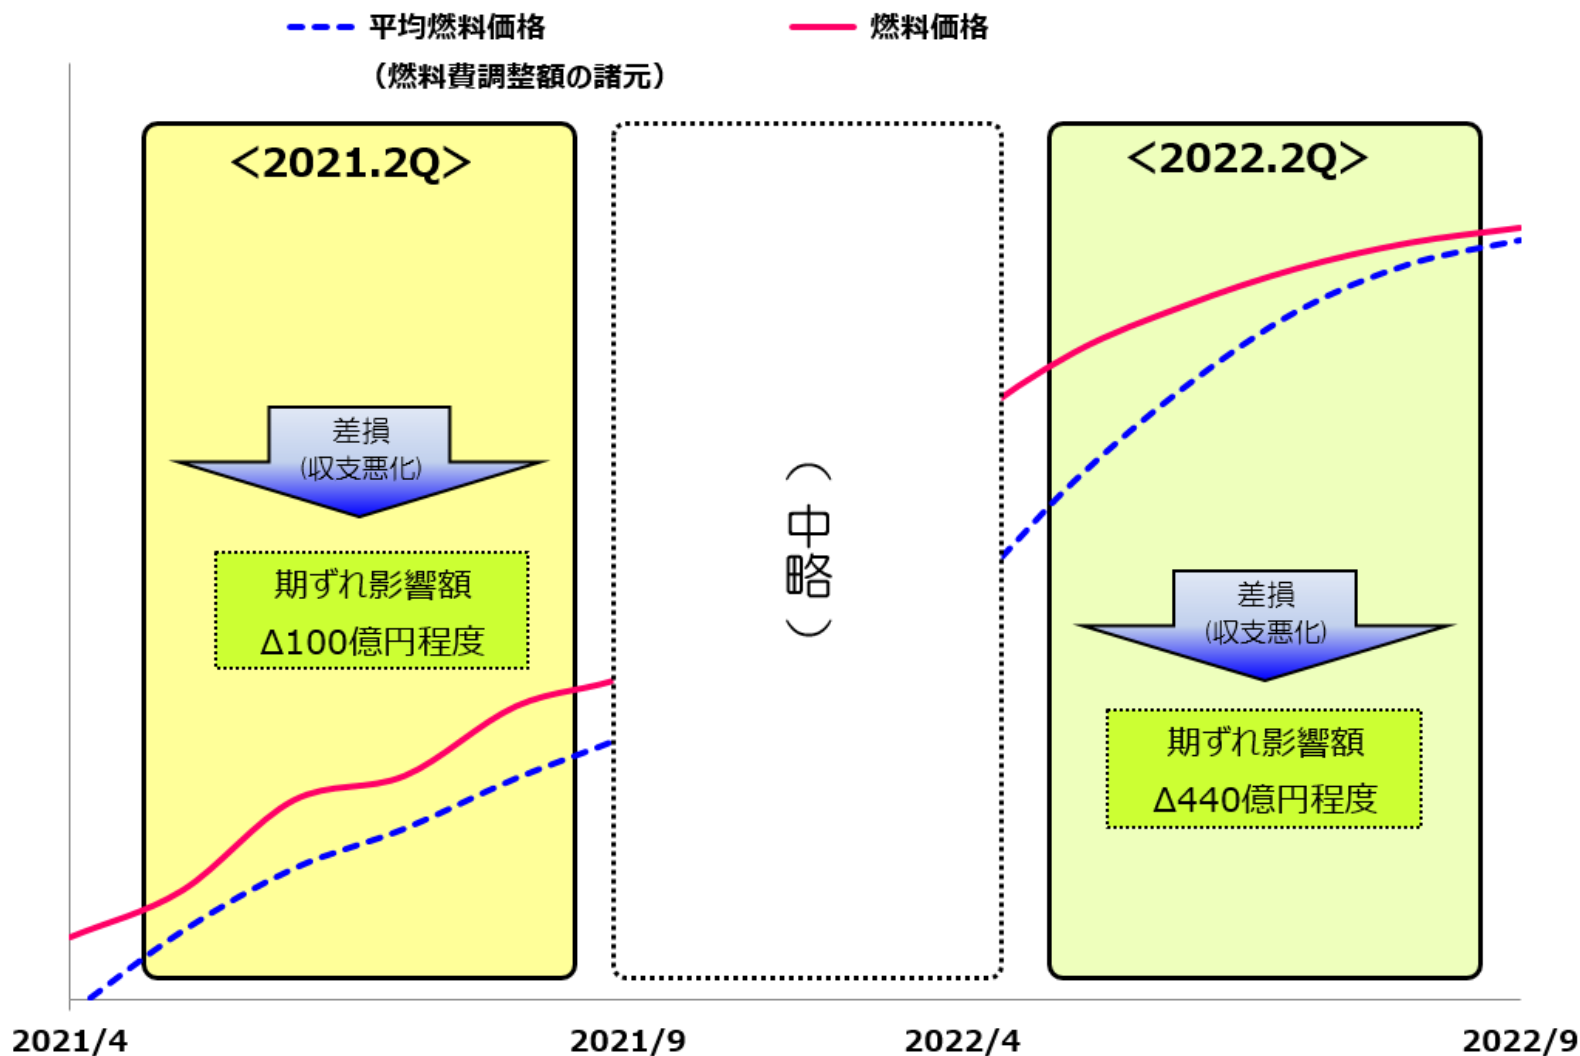 平均燃料価格
（燃料費調整額の諸元）
燃料価格
＜2021.2Q＞
差損
(収支悪化)
期ずれ影響額
Δ100億円程度
（中略）
＜2022.2Q＞
差損
(収支悪化)
期ずれ影響額
Δ440億円程度
2021/4
2021/9
2022/4
2022/9